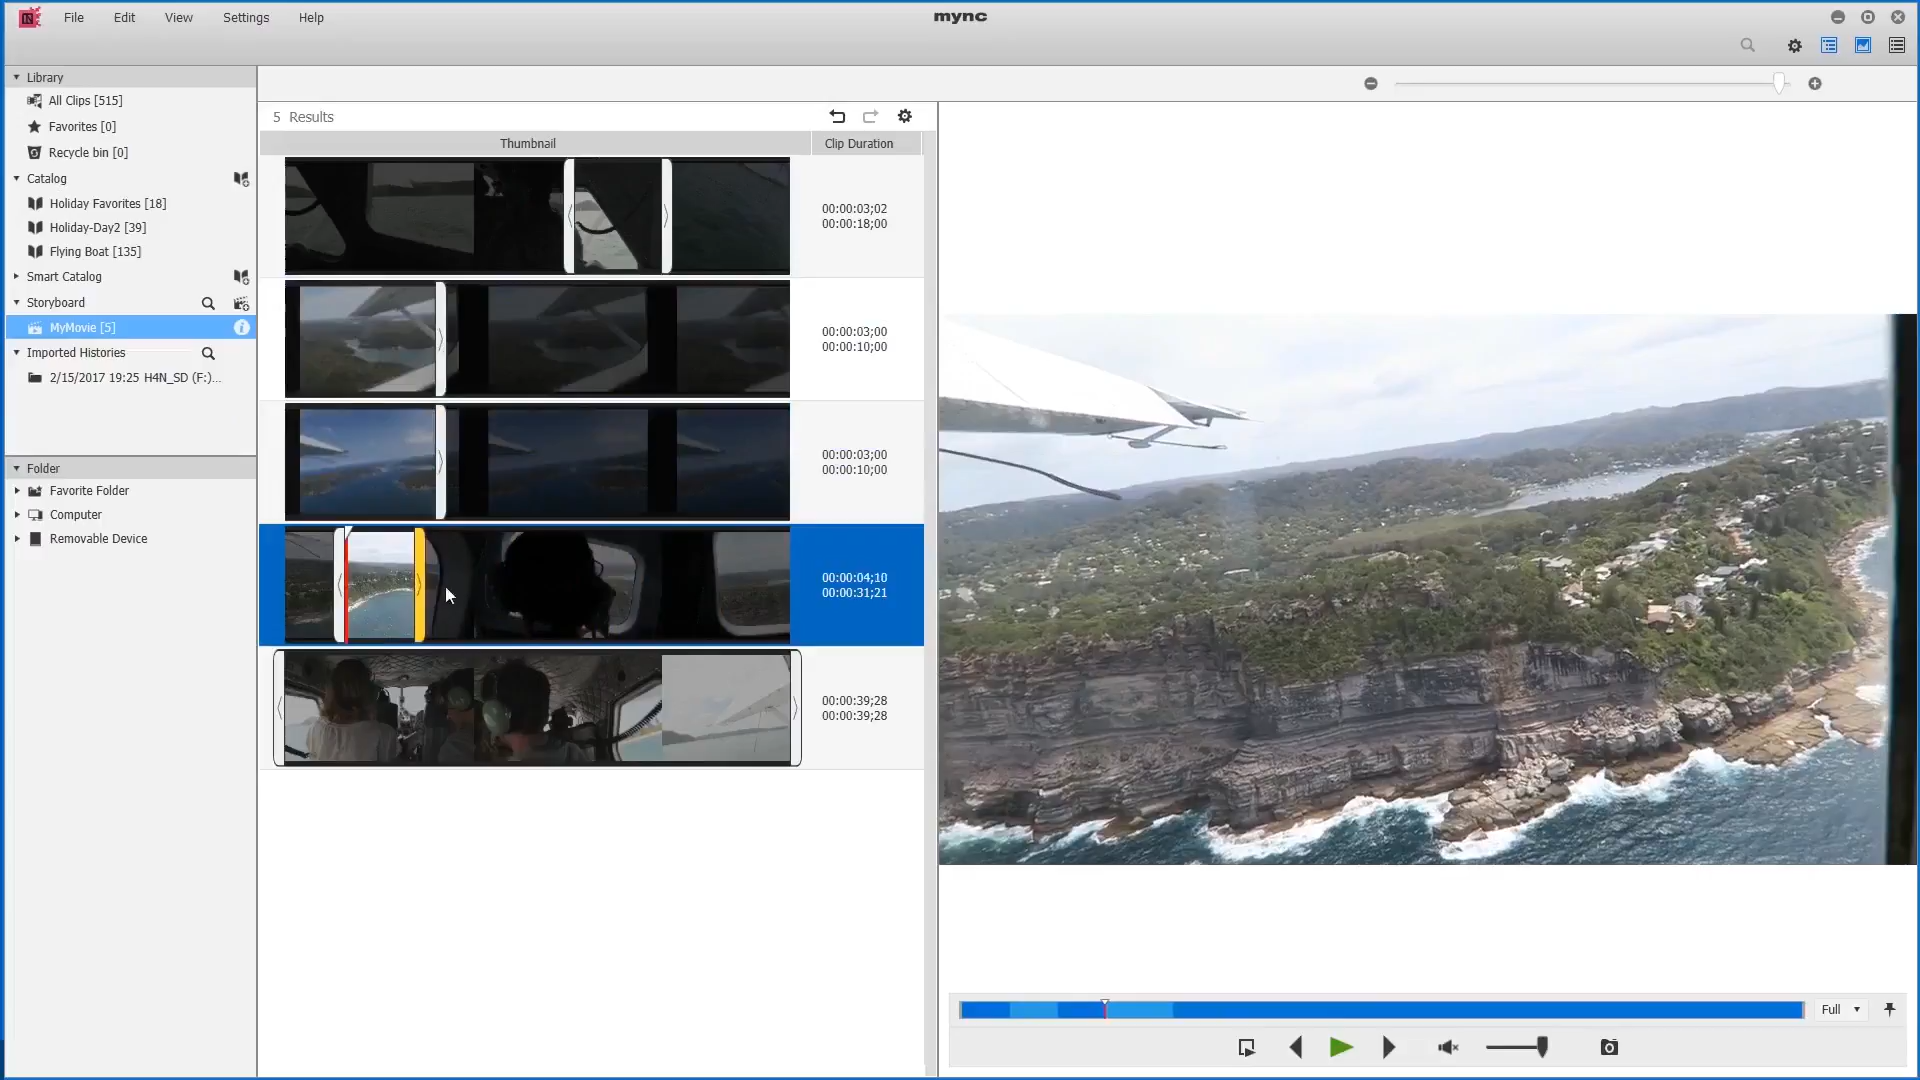 File Edit View Settings Help mync
Library
All Clips [515]
Favorites [0]
Recycle bin [0]
Catalog
Holiday Favorites [18]
Holiday-Day2 [39]
Flying Boat [135]
Smart Catalog
Storyboard
MyMovie [5]
Imported Histories
2/15/2017 19:25 H4N_SD (F:)...
Folder
Favorite Folder
Computer
Removable Device
5 Results
Thumbnail Clip Duration
00:00:03;02
00:00:18;00
00:00:03;00
00:00:10;00
00:00:03;00
00:00:10;00
00:00:04;10
00:00:31;21
00:00:39;28
00:00:39;28
Full